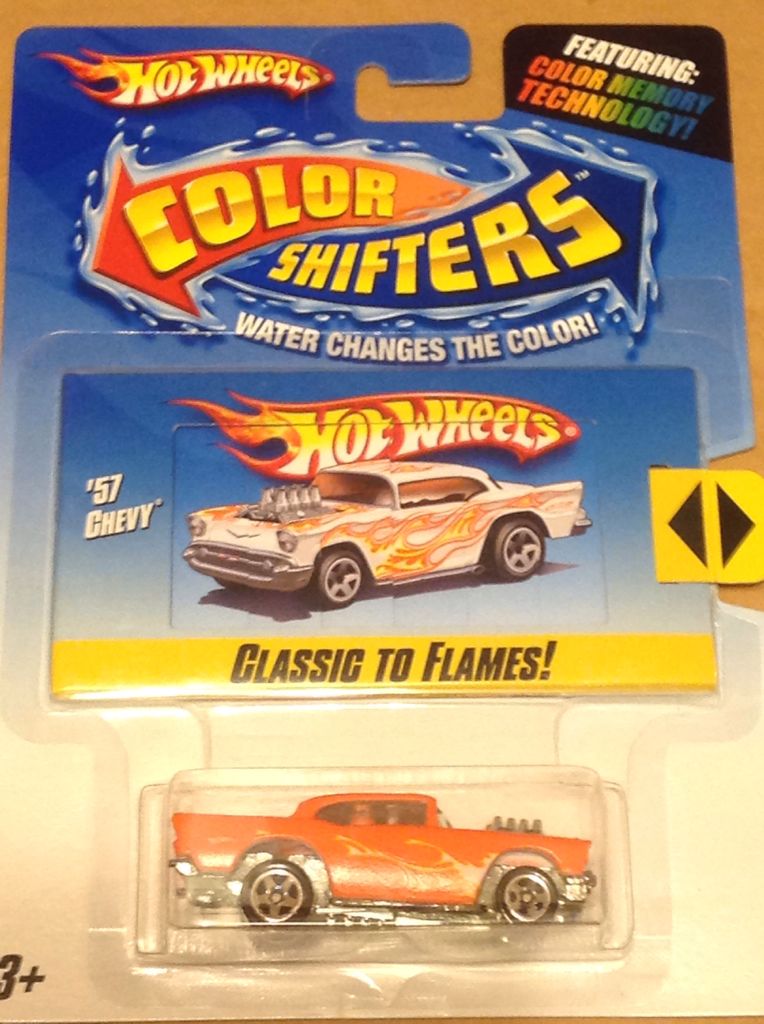 HOT WHEELS®
FEATURING:
COLOR MEMORY
TECHNOLOGY!
COLOR
SHIFTERS™
WATER CHANGES THE COLOR!
HOT WHEELS®
'57
CHEVY®
CLASSIC TO FLAMES!
3+